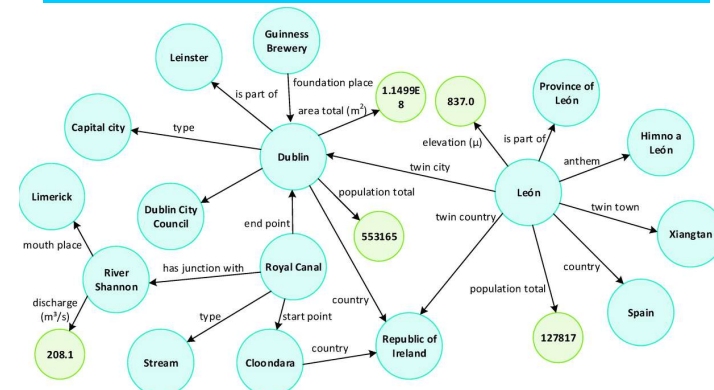 Guinness
Brewery
Leinster
foundation place
is part of
area total (m²)
1.1499E
8
837.0
Province of
León
elevation (μ)
is part of
Himno a
León
anthem
Capital city
type
Dublin
twin city
León
twin town
Xiangtan
Limerick
Dublin City
Council
population total
twin country
553165
end point
mouth place
River
Shannon
has junction with
Royal Canal
country
population total
country
Spain
discharge
(m³/s)
type
start point
208.1
Stream
Cloondara
country
Republic of
Ireland
127817